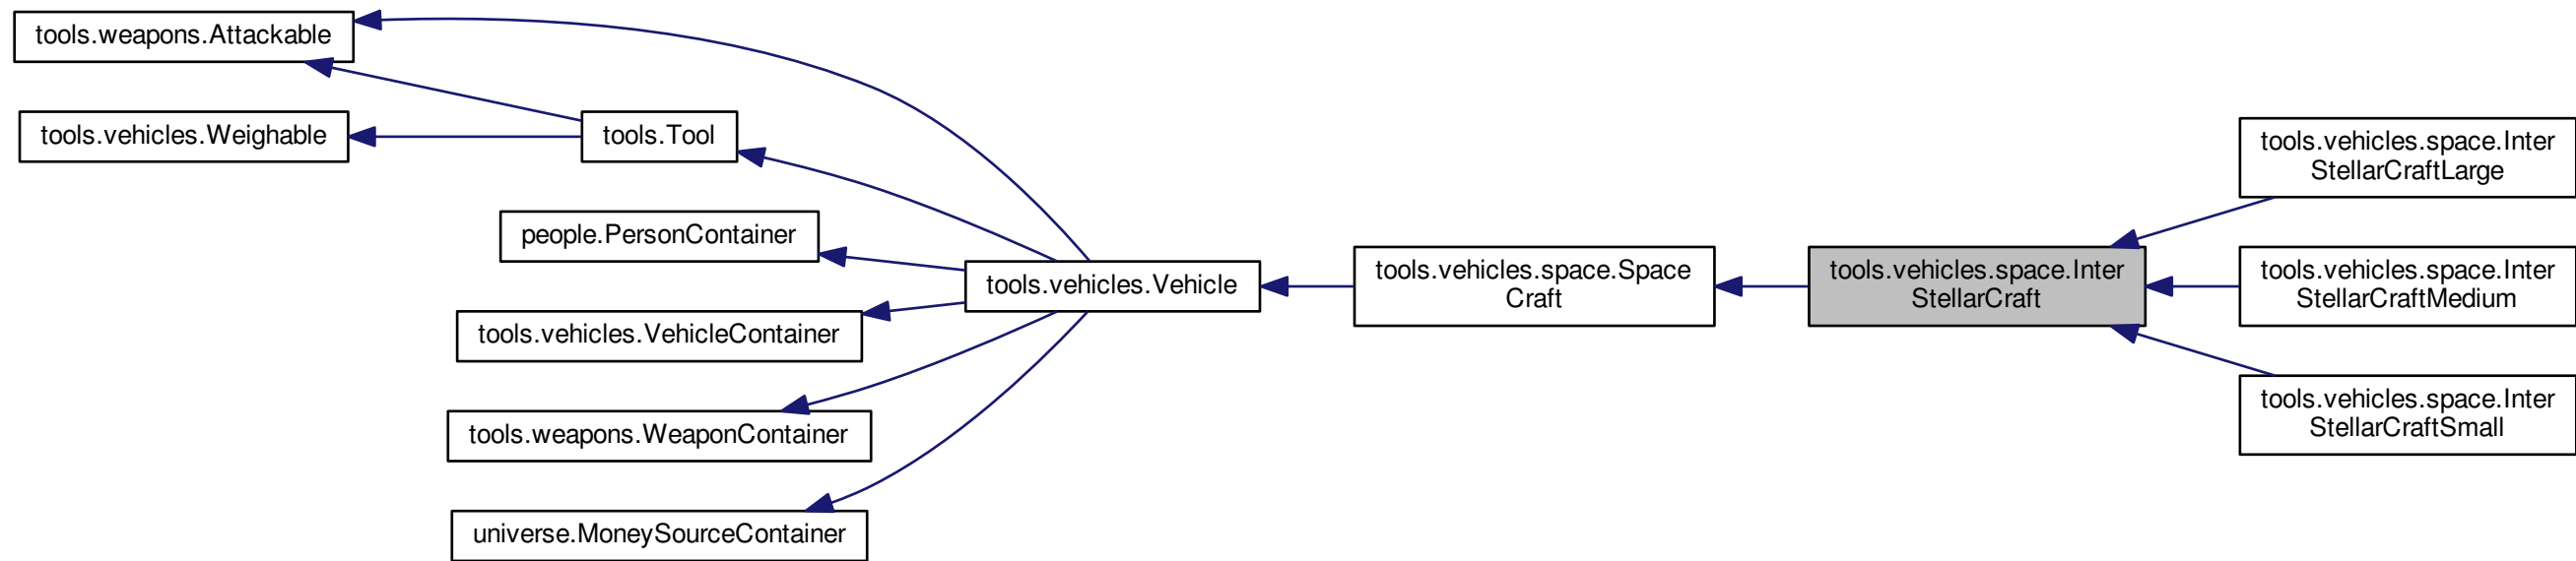 tools.weapons.Attackable
tools.vehicles.Weighable
tools.Tool
people.PersonContainer
tools.vehicles.VehicleContainer
tools.weapons.WeaponContainer
universe.MoneySourceContainer
tools.vehicles.Vehicle
tools.vehicles.space.Space
Craft
tools.vehicles.space.Inter
StellarCraft
tools.vehicles.space.Inter
StellarCraftLarge
tools.vehicles.space.Inter
StellarCraftMedium
tools.vehicles.space.Inter
StellarCraftSmall